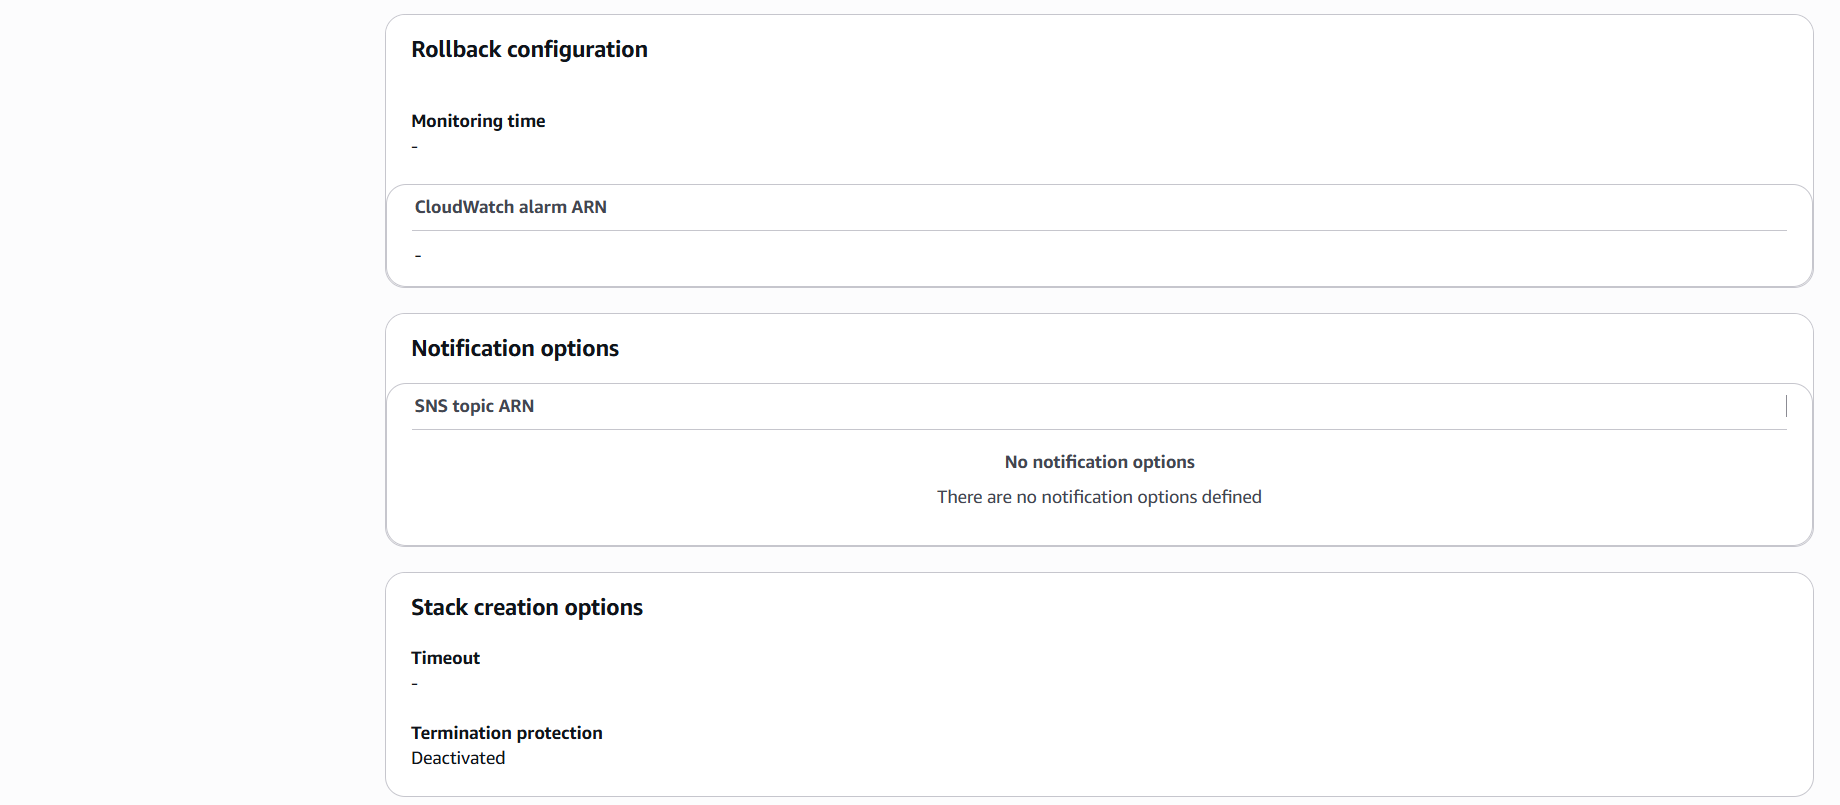 Rollback configuration
Monitoring time
-
CloudWatch alarm ARN
-
Notification options
SNS topic ARN
No notification options
There are no notification options defined
Stack creation options
Timeout
-
Termination protection
Deactivated